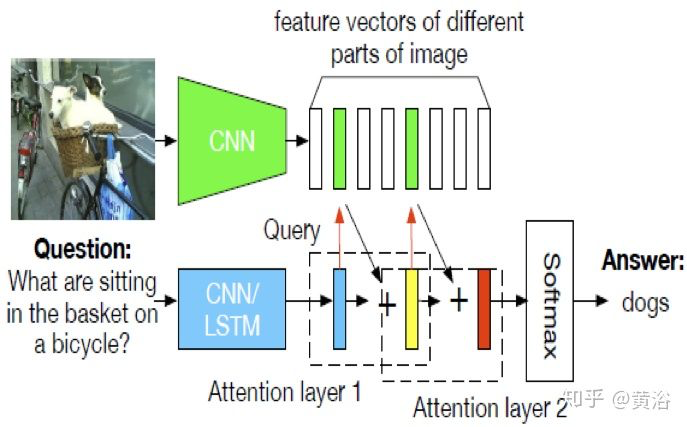 feature vectors of different
parts of image
CNN
Question:
What are sitting
in the basket on
a bicycle?
Query
CNN/
LSTM
+
+
Softmax
Answer:
dogs
Attention layer 1
Attention layer 2
知乎 @黄浴